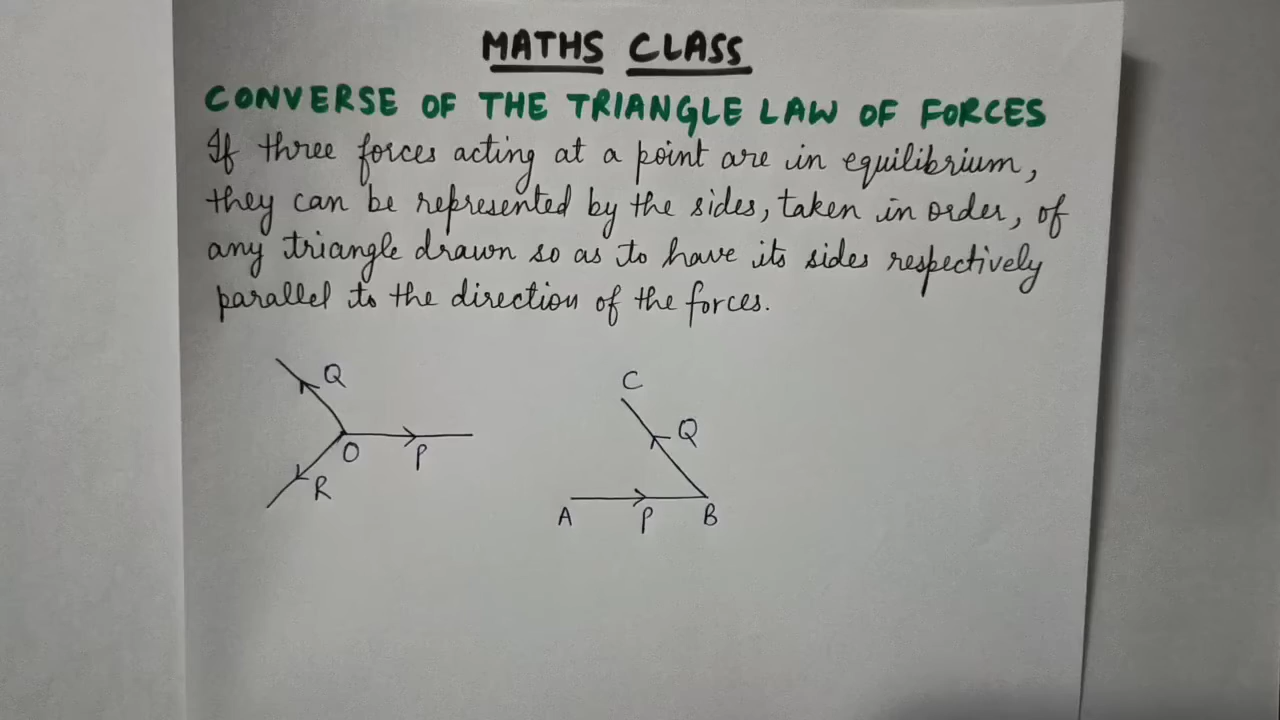 MATHS CLASS
CONVERSE OF THE TRIANGLE LAW OF FORCES
If three forces acting at a point are in equilibrium,
they can be represented by the sides, taken in order, of
any triangle drawn so as to have its sides respectively
parallel to the direction of the forces.
Q
O
P
R
C
Q
A
P
B